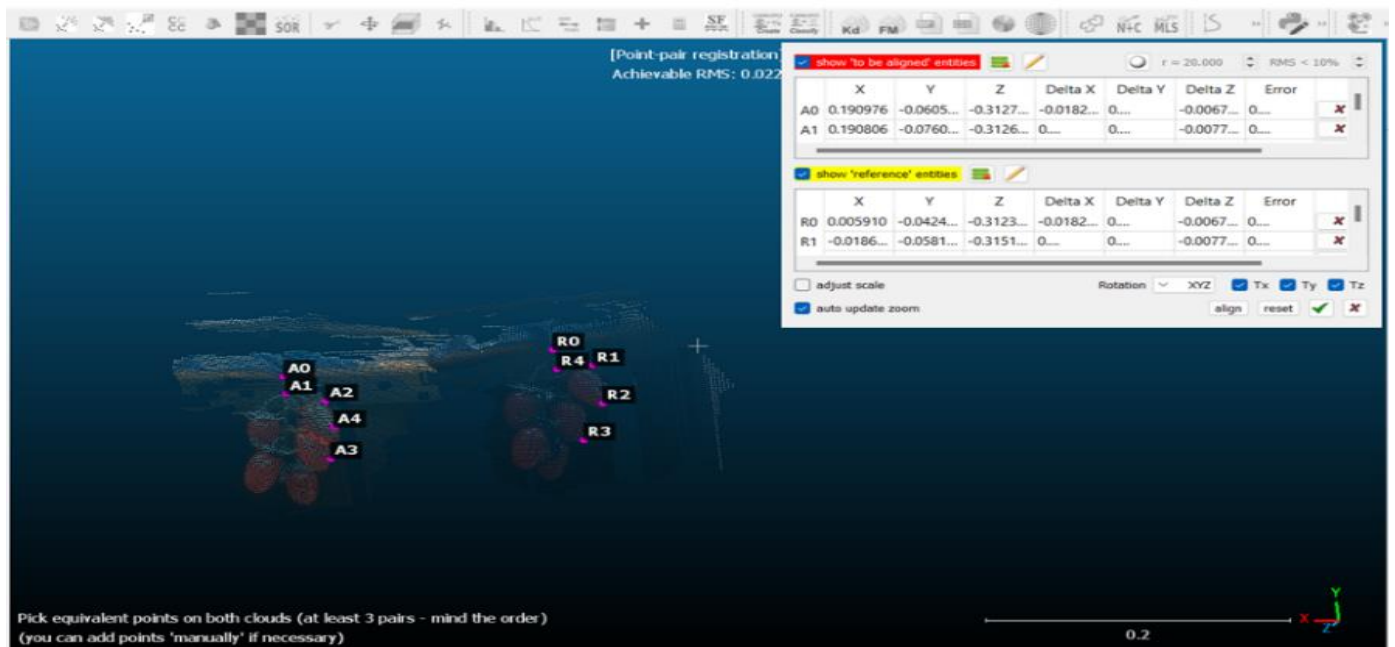 SOR
SF
Kd FM
N+C MLS
[Point-pair registration]
Achievable RMS: 0.022
show 'to be aligned' entities r = 20.000 RMS < 10%
X Y Z Delta X Delta Y Delta Z Error
A0 0.190976 -0.0605... -0.3127... -0.0182... 0.... -0.0067... 0....
A1 0.190806 -0.0760... -0.3126... 0.... 0.... -0.0077... 0....
show 'reference' entities
X Y Z Delta X Delta Y Delta Z Error
R0 0.005910 -0.0424... -0.3123... -0.0182... 0.... -0.0067... 0....
R1 -0.0186... -0.0581... -0.3151... 0.... 0.... -0.0077... 0....
adjust scale Rotation XYZ Tx Ty Tz
auto update zoom align reset
R0
R4 R1
R2
R3
A0
A1 A2
A4
A3
Pick equivalent points on both clouds (at least 3 pairs - mind the order)
(you can add points 'manually' if necessary)
0.2
Y
X
Z